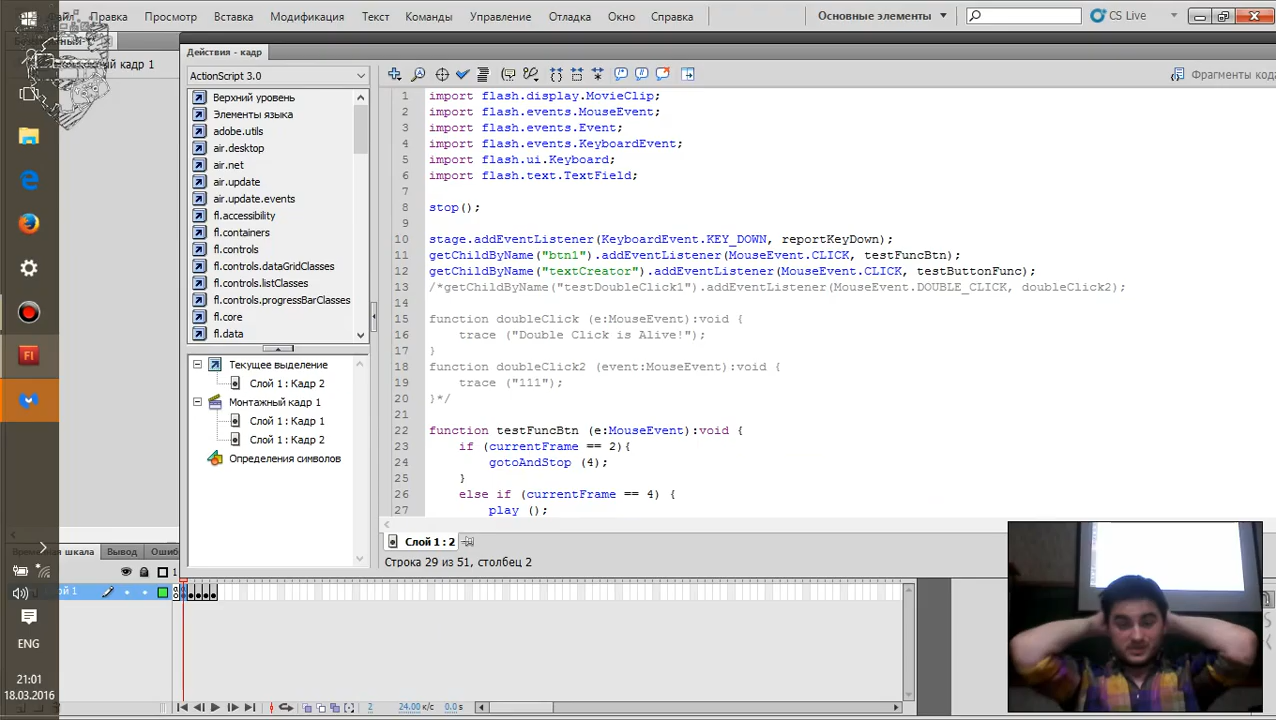 Файл Правка Просмотр Вставка Модификация Текст Команды Управление Отладка Окно Справка Основные элементы CS Live
кадр 1
Действия - кадр
ActionScript 3.0
Фрагменты кода
Верхний уровень
Элементы языка
adobe.utils
air.desktop
air.net
air.update
air.update.events
fl.accessibility
fl.containers
fl.controls
fl.controls.dataGridClasses
fl.controls.listClasses
fl.controls.progressBarClasses
fl.core
fl.data
Текущее выделение
Слой 1 : Кадр 2
Монтажный кадр 1
Слой 1 : Кадр 1
Слой 1 : Кадр 2
Определения символов
1 import flash.display.MovieClip;
2 import flash.events.MouseEvent;
3 import flash.events.Event;
4 import flash.events.KeyboardEvent;
5 import flash.ui.Keyboard;
6 import flash.text.TextField;
7
8 stop();
9
10 stage.addEventListener(KeyboardEvent.KEY_DOWN, reportKeyDown);
11 getChildByName("btn1").addEventListener(MouseEvent.CLICK, testFuncBtn);
12 getChildByName("textCreator").addEventListener(MouseEvent.CLICK, testButtonFunc);
13 /*getChildByName("testDoubleClick1").addEventListener(MouseEvent.DOUBLE_CLICK, doubleClick2);
14
15 function doubleClick (e:MouseEvent):void {
16 trace ("Double Click is Alive!");
17 }
18 function doubleClick2 (event:MouseEvent):void {
19 trace ("111");
20 }*/
21
22 function testFuncBtn (e:MouseEvent):void {
23 if (currentFrame == 2){
24 gotoAndStop (4);
25 }
26 else if (currentFrame == 4) {
27 play ();
Слой 1 : 2
Строка 29 из 51, столбец 2
шкала Вывод Ошиб
1
2 24.00 к/с 0.0s
ENG
21:01
18.03.2016